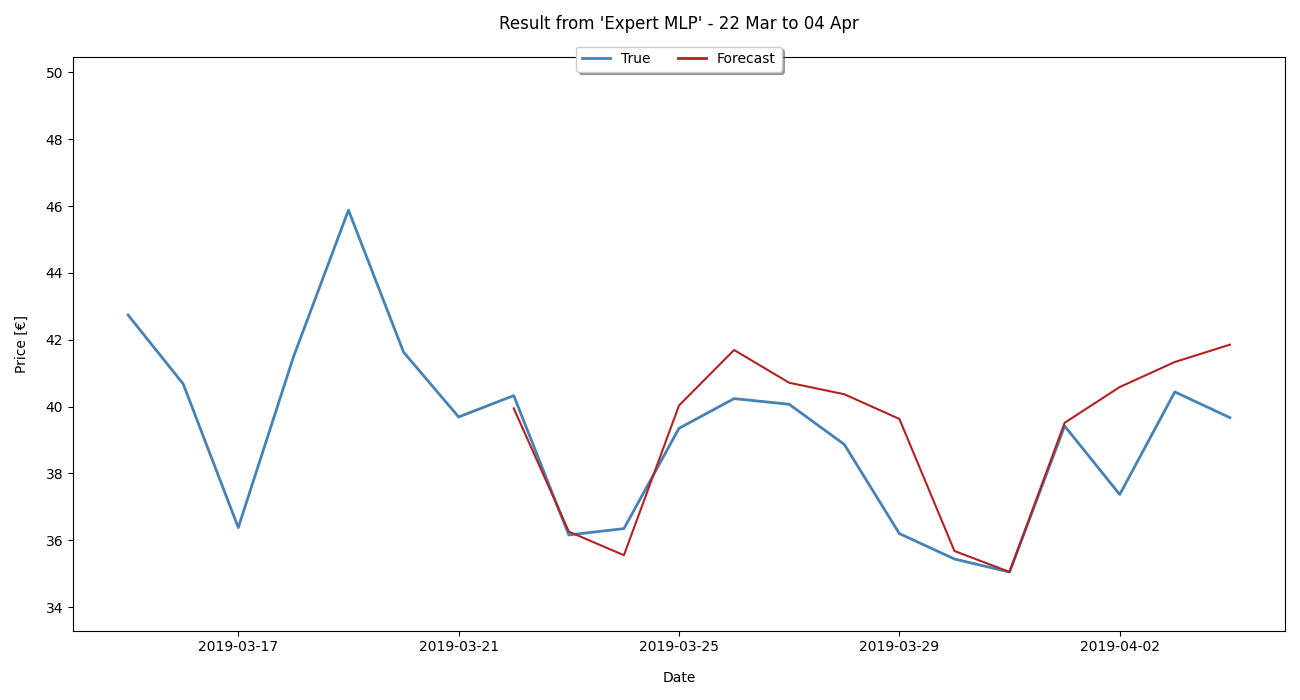 Result from 'Expert MLP' - 22 Mar to 04 Apr
True
Forecast
50
48
46
44
42
40
38
36
34
Price [€]
2019-03-17
2019-03-21
2019-03-25
2019-03-29
2019-04-02
Date